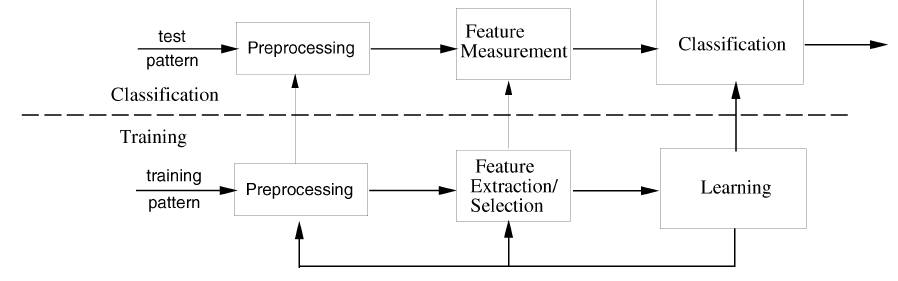 test
pattern
Preprocessing
Feature
Measurement
Classification
Classification
Training
training
pattern
Preprocessing
Feature
Extraction/
Selection
Learning